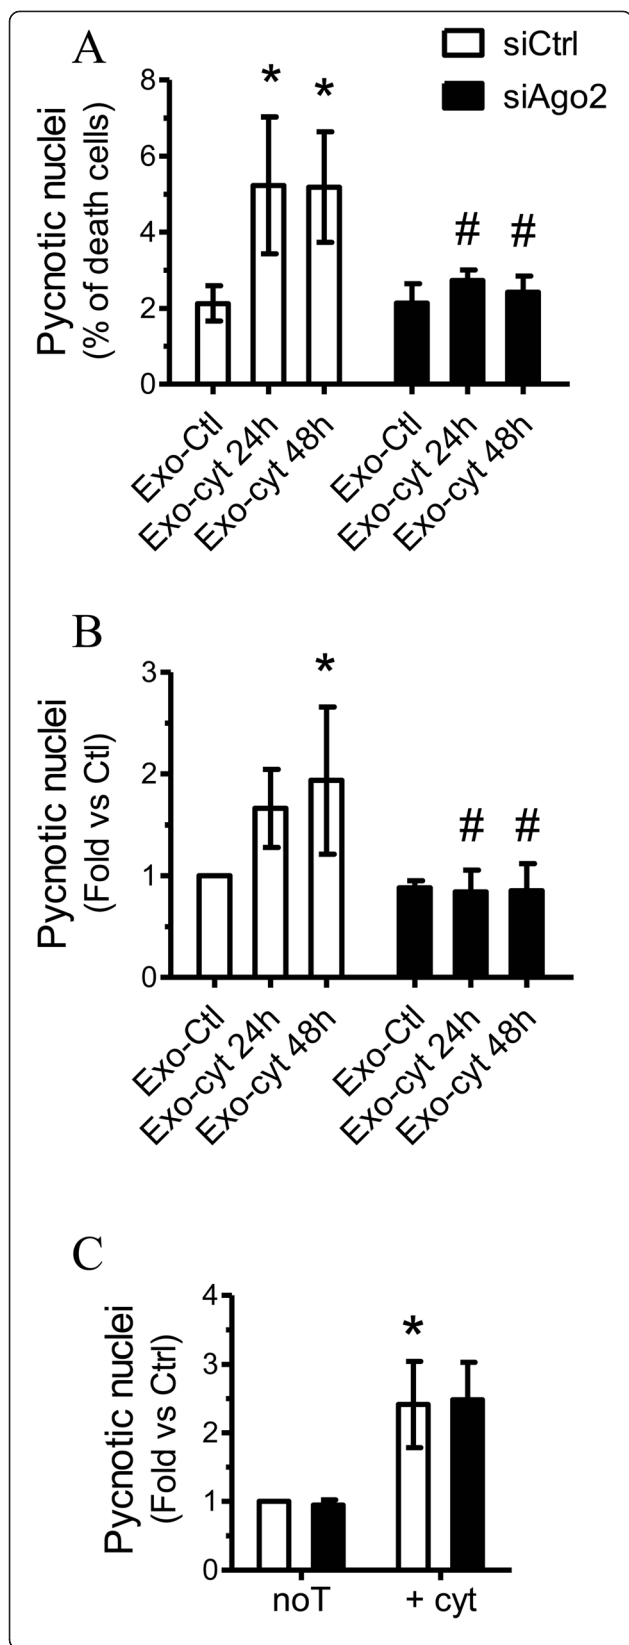 A
siCtrl
siAgo2
Pycnotic nuclei
(% of death cells)
8
6
4
2
0
*
*
#
#
Exo-Ctl
Exo-cyt 24h
Exo-cyt 48h
Exo-Ctl
Exo-cyt 24h
Exo-cyt 48h
B
Pycnotic nuclei
(Fold vs Ctl)
3
2
1
0
*
#
#
Exo-Ctl
Exo-cyt 24h
Exo-cyt 48h
Exo-Ctl
Exo-cyt 24h
Exo-cyt 48h
C
Pycnotic nuclei
(Fold vs Ctrl)
4
3
2
1
0
*
noT
+ cyt